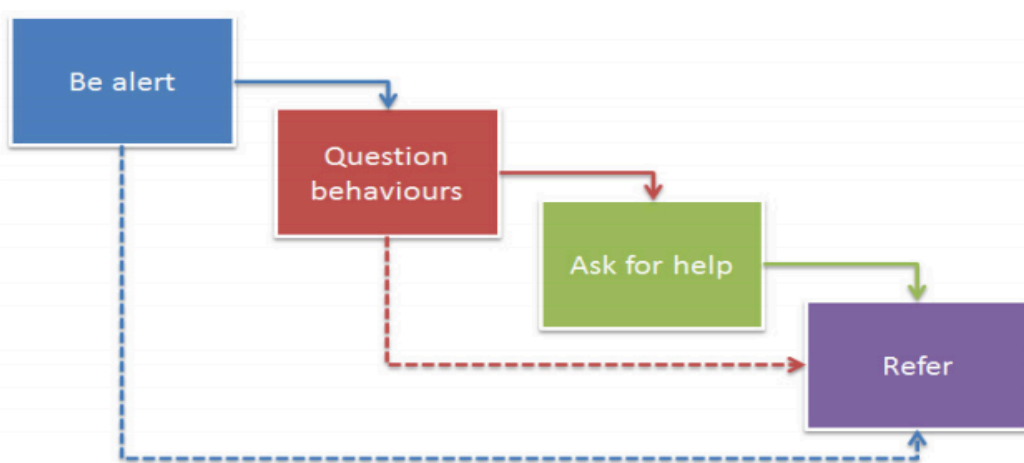 Be alert
Question
behaviours
Ask for help
Refer